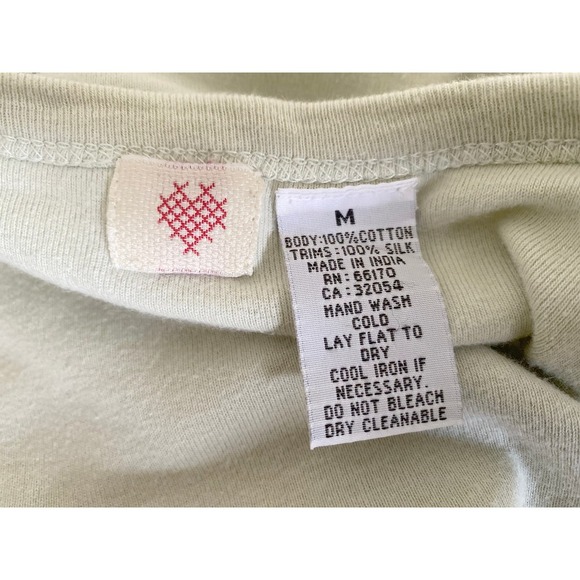 M
BODY:100%COTTON
TRIMS:100% SILK
MADE IN INDIA
RN: 66170
CA: 32054
HAND WASH
COLD
LAY FLAT TO
DRY
COOL IRON IF
NECESSARY.
DO NOT BLEACH
DRY CLEANABLE